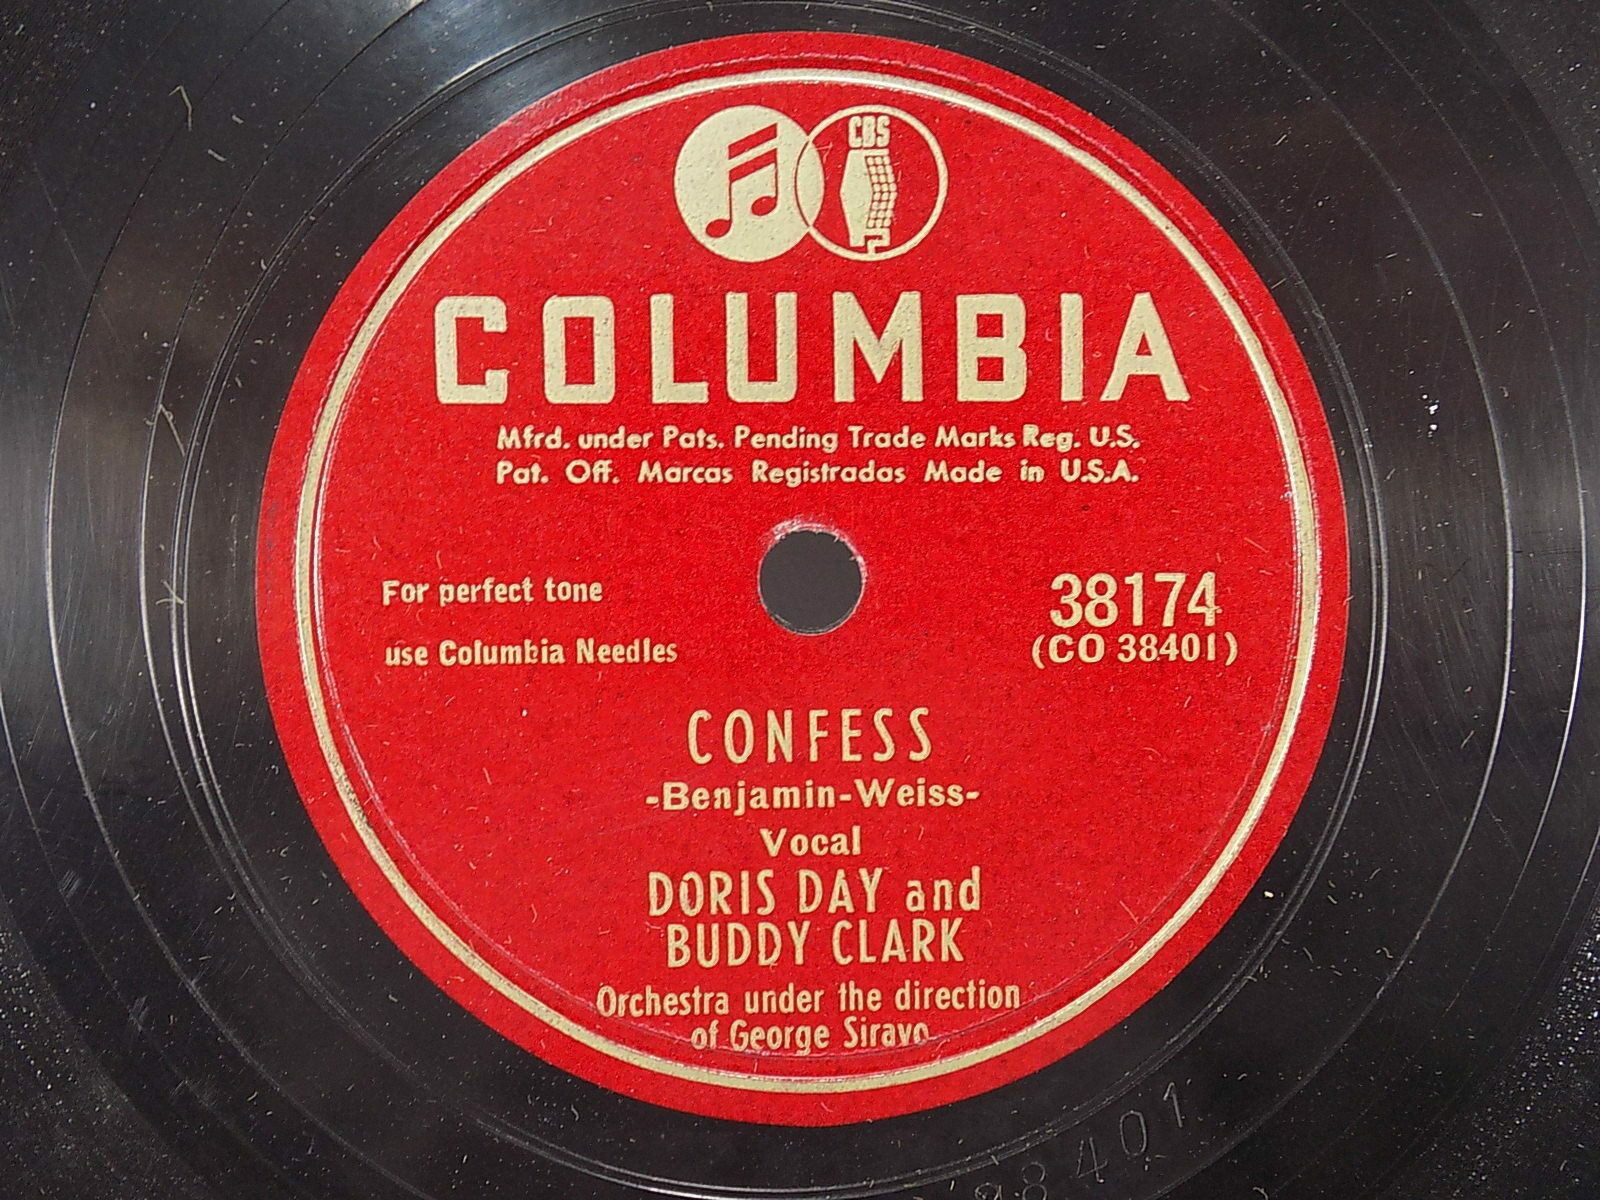 CBS
COLUMBIA
Mfrd. under Pats. Pending Trade Marks Reg. U.S.
Pat. Off. Marcas Registradas Made in U.S.A.
For perfect tone
use Columbia Needles
38174
(CO 38401)
CONFESS
-Benjamin-Weiss-
Vocal
DORIS DAY and
BUDDY CLARK
Orchestra under the direction
of George Siravo
38401